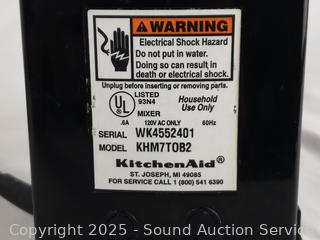 WARNING
Electrical Shock Hazard
Do not put in water.
Doing so can result in
death or electrical shock.
Unplug before inserting or removing parts.
UL
LISTED
93N4
Household
Use Only
MIXER
.6A 120V AC ONLY 60Hz
SERIAL WK4552401
MODEL KHM7TOB2
KitchenAid®
ST. JOSEPH, MI 49085
FOR SERVICE CALL 1 (800) 541 6390
Copyright 2025 - Sound Auction Service